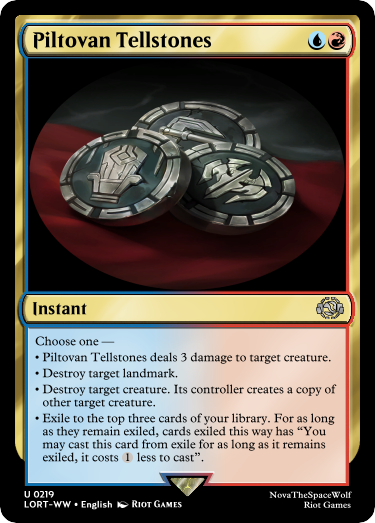 Piltovan Tellstones
Instant
Choose one —
• Piltovan Tellstones deals 3 damage to target creature.
• Destroy target landmark.
• Destroy target creature. Its controller creates a copy of
other target creature.
• Exile to the top three cards of your library. For as long
as they remain exiled, cards exiled this way has “You
may cast this card from exile for as long as it remains
exiled, it costs 1 less to cast”.
U 0219 NovaTheSpaceWolf
LORT-WW • English RIOT GAMES Riot Games